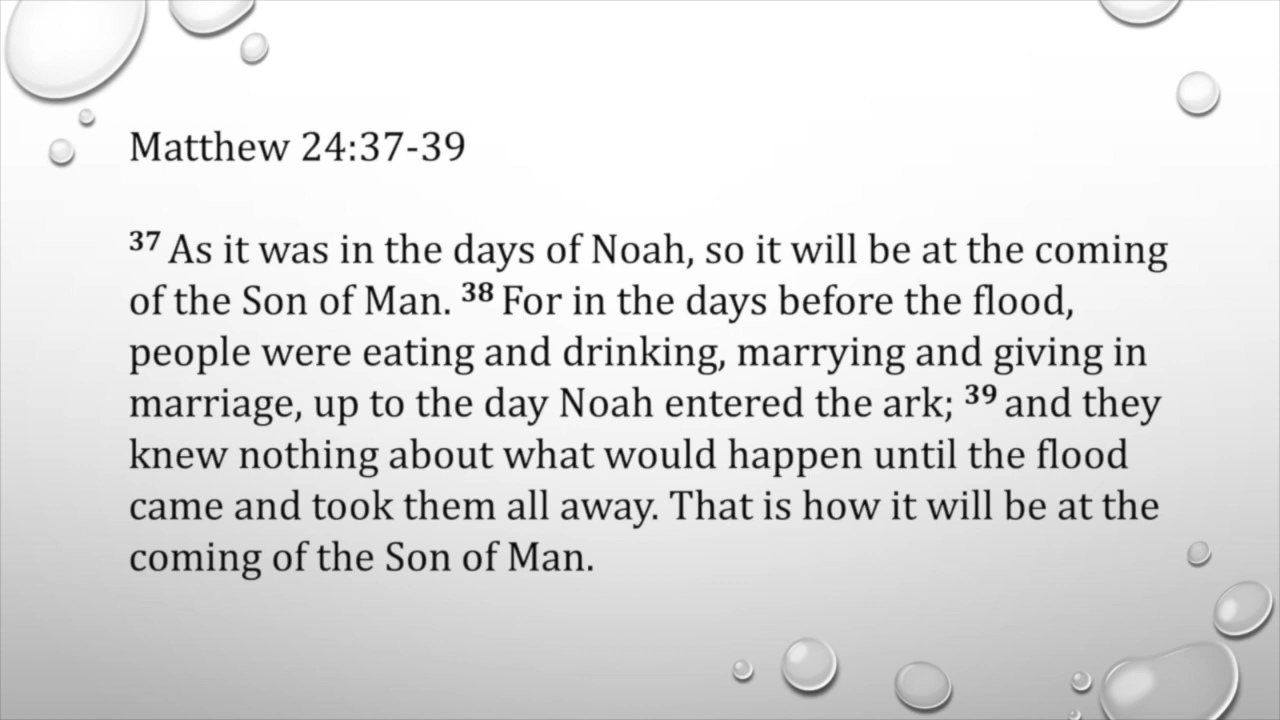 Matthew 24:37-39
37 As it was in the days of Noah, so it will be at the coming
of the Son of Man. 38 For in the days before the flood,
people were eating and drinking, marrying and giving in
marriage, up to the day Noah entered the ark; 39 and they
knew nothing about what would happen until the flood
came and took them all away. That is how it will be at the
coming of the Son of Man.